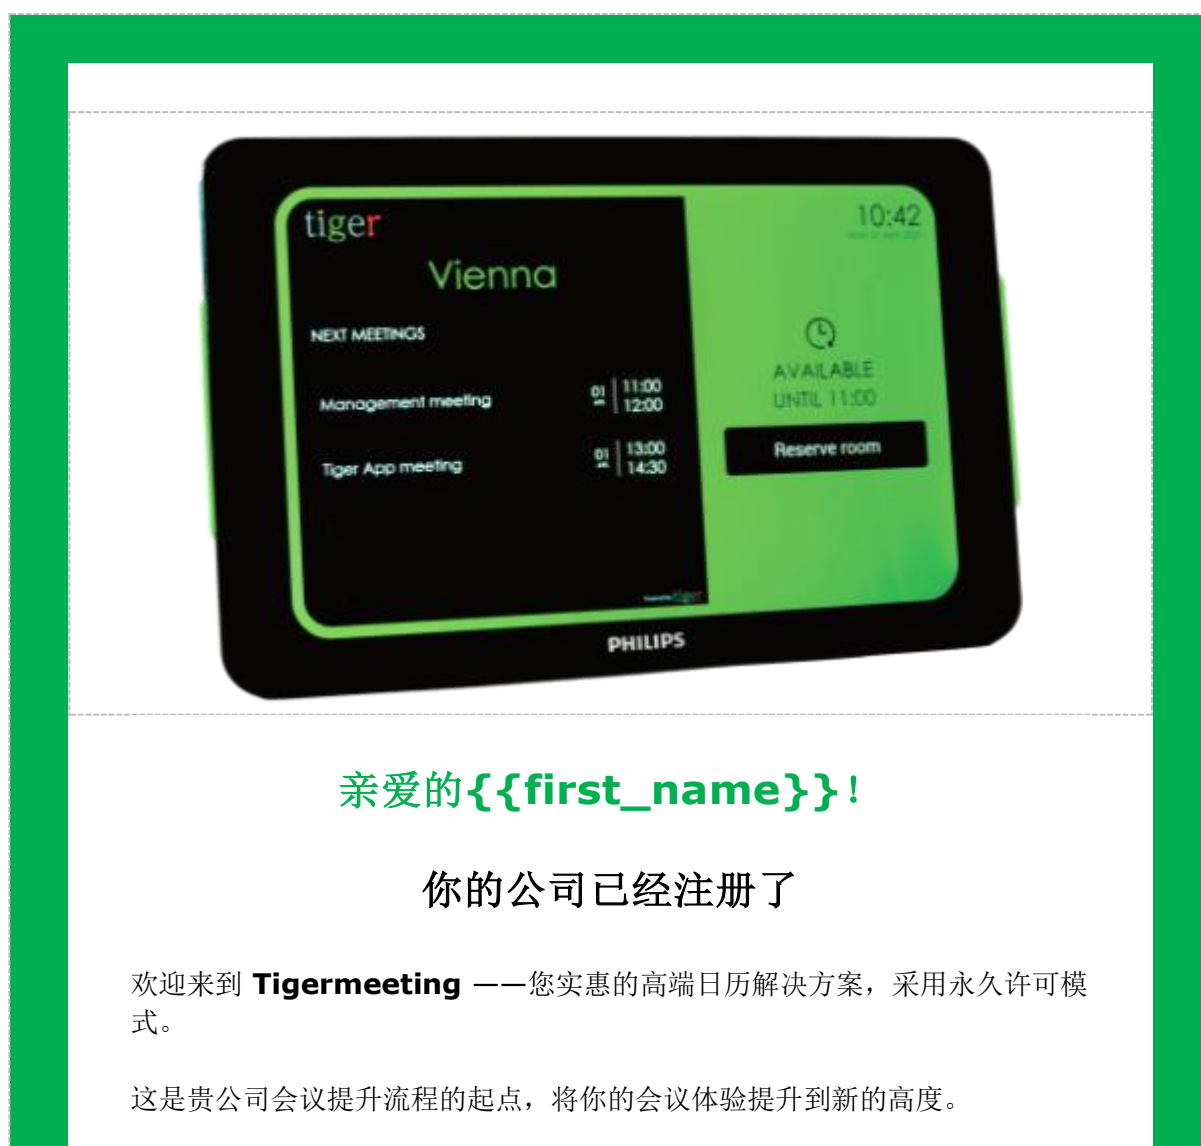 tiger
10:42
Vienna
NEXT MEETINGS
Management meeting
01
11:00
12:00
Tiger App meeting
01
13:00
14:30
AVAILABLE
UNTIL 11:00
Reserve room
tiger
PHILIPS
亲爱的{{first_name}}!
你的公司已经注册了
欢迎来到 Tigermeeting ——您实惠的高端日历解决方案，采用永久许可模
式。
这是贵公司会议提升流程的起点，将你的会议体验提升到新的高度。